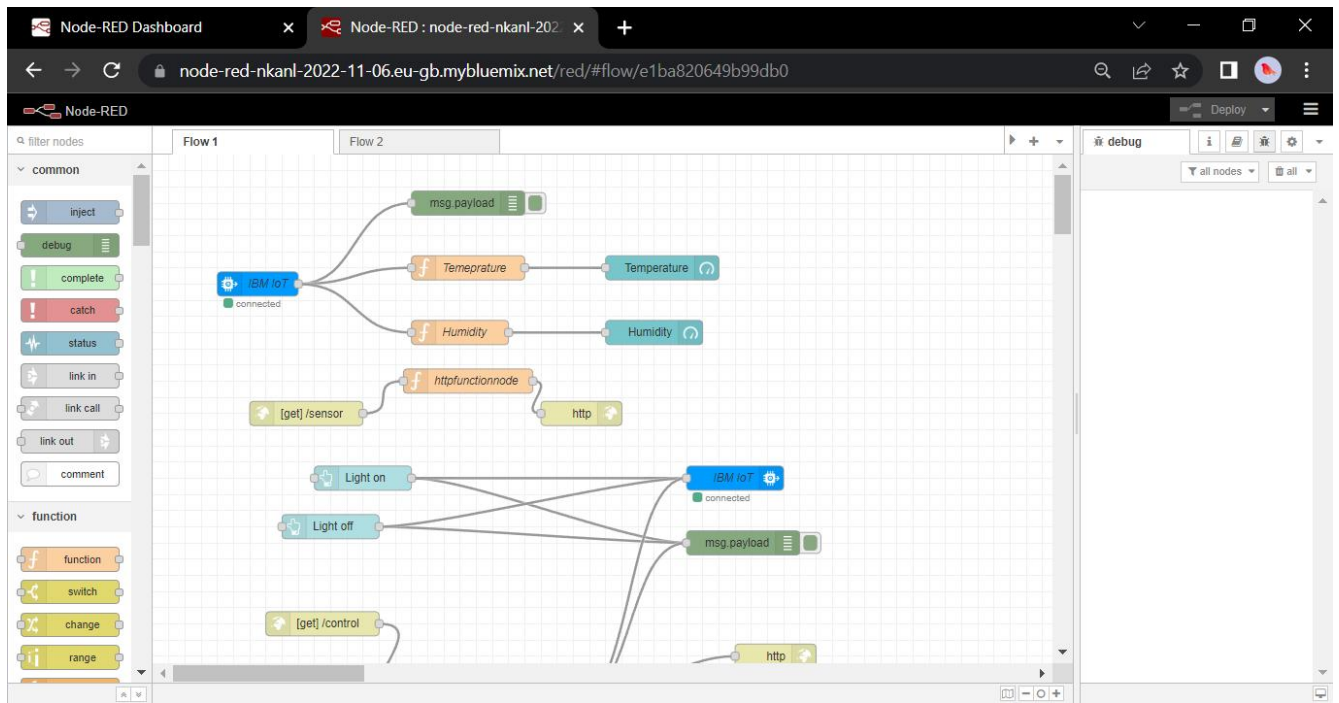 Node-RED Dashboard
Node-RED : node-red-nkanl-202
node-red-nkanl-2022-11-06.eu-gb.mybluemix.net/red/#flow/e1ba820649b99db0
Node-RED
Deploy
filter nodes
Flow 1
Flow 2
debug
i
all nodes
all
common
inject
debug
complete
catch
status
link in
link call
link out
comment
function
function
switch
change
range
msg.payload
IBM IoT
connected
Temeprature
Temperature
Humidity
Humidity
httpfunctionnode
[get] /sensor
http
Light on
IBM IoT
connected
Light off
msg.payload
[get] /control
http